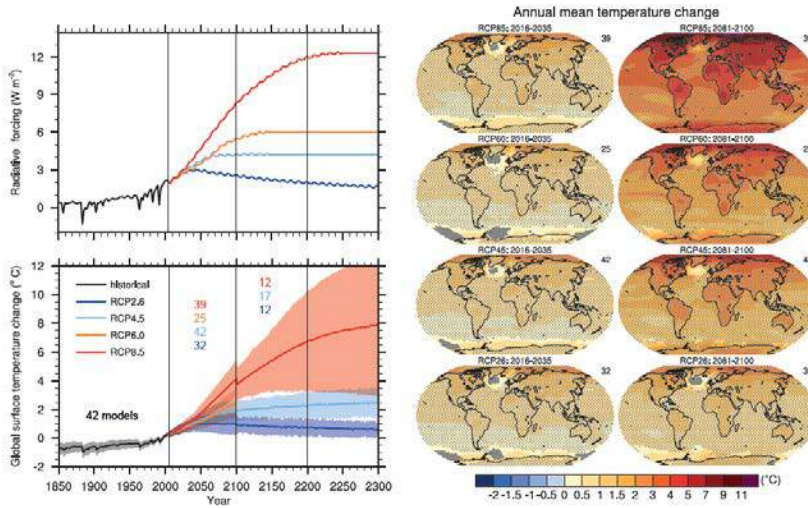 12
9
6
3
0
Radiative forcing (W m⁻²)
12
10
8
6
4
2
0
-2
Global surface temperature change (° C)
historical
RCP2.6
RCP4.5
RCP6.0
RCP8.5
39
25
42
32
12
17
12
42 models
1850 1900 1950 2000 2050 2100 2150 2200 2250 2300
Year
Annual mean temperature change
RCP85: 2016-2035 39
RCP85: 2081-2100 3
RCP60: 2016-2035 25
RCP60: 2081-2100 2
RCP45: 2016-2035 42
RCP45: 2081-2100 4
RCP26: 2016-2035 32
RCP26: 2081-2100 3
-2 -1.5 -1 -0.5 0 0.5 1 1.5 2 3 4 5 7 9 11 (°C)